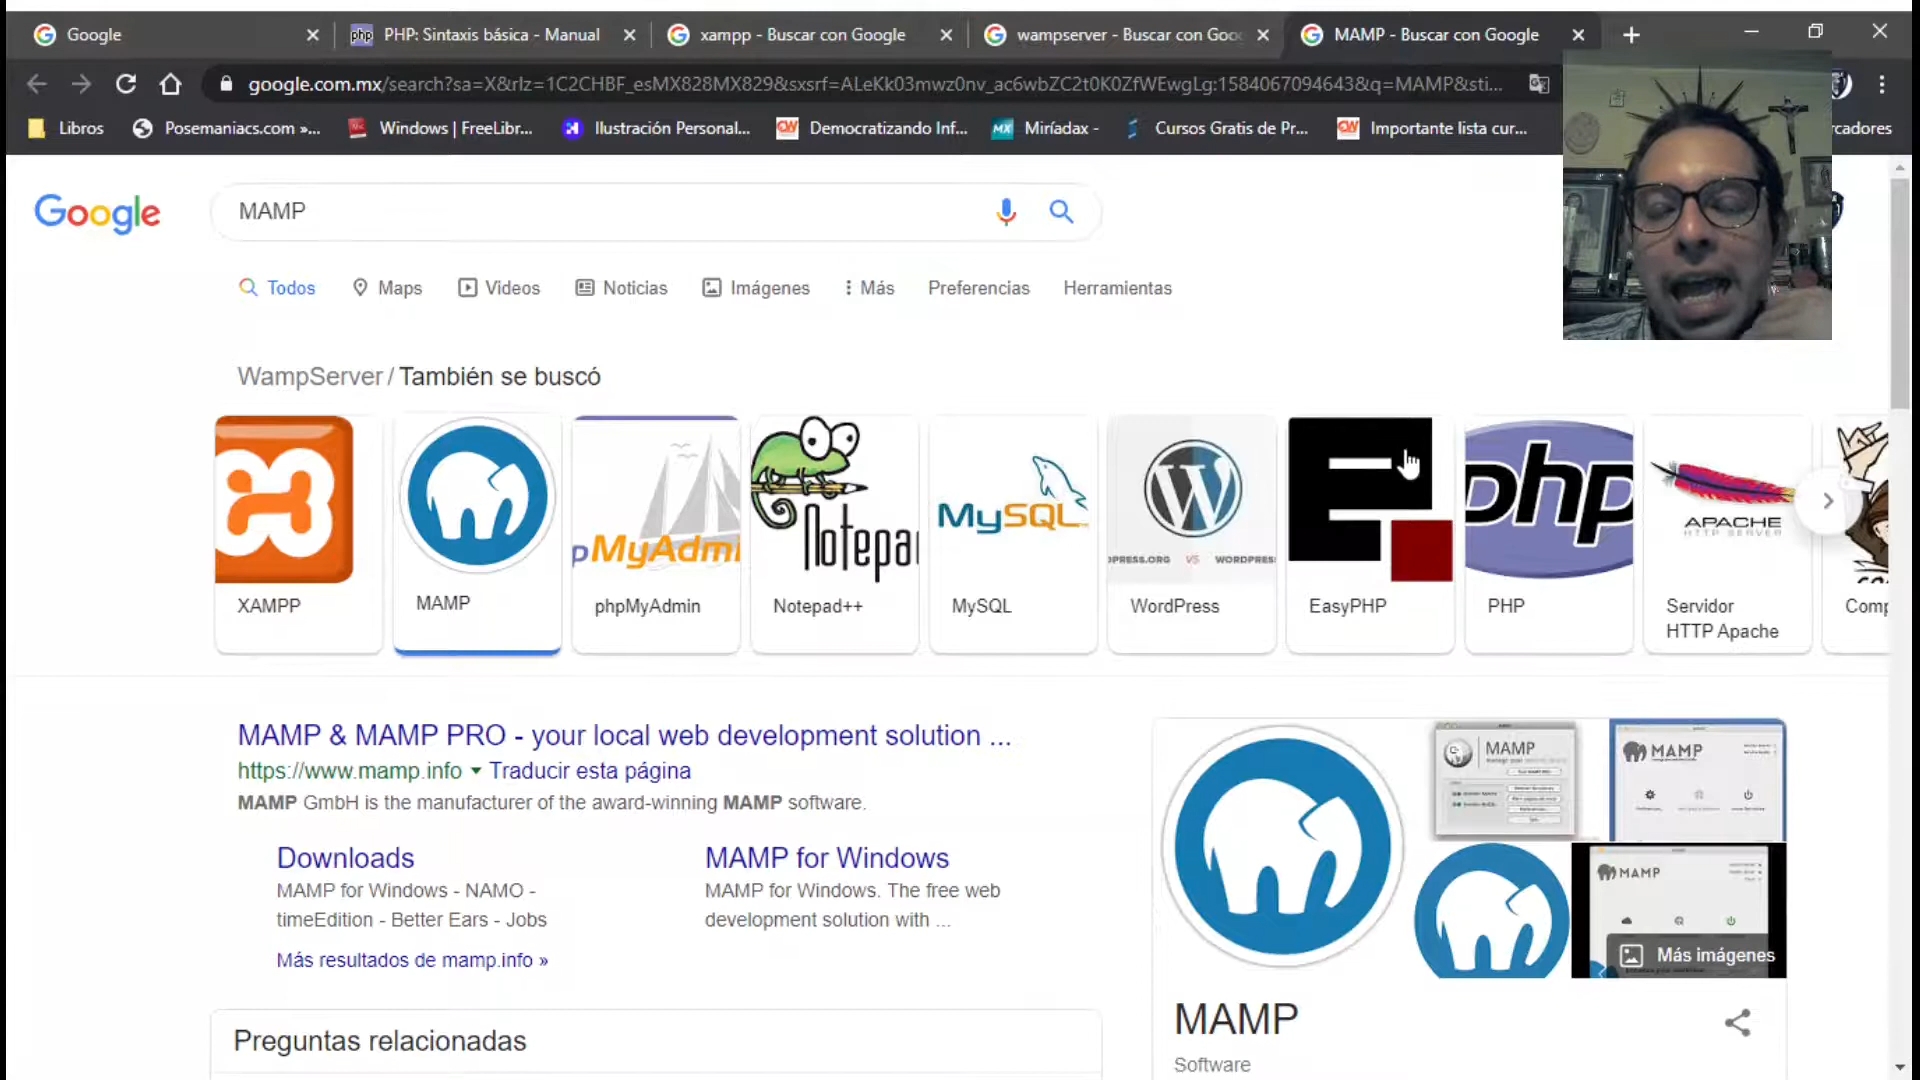 Google
php PHP: Sintaxis básica - Manual
xampp - Buscar con Google
wampserver - Buscar con Goo
MAMP - Buscar con Google
google.com.mx/search?sa=X&rlz=1C2CHBF_esMX828MX829&sxsrf=ALeKk03mwz0nv_ac6wbZC2t0K0ZfWEwgLg:1584067094643&q=MAMP&sti...
Libros
Posemaniacs.com »...
Windows | FreeLibr...
Ilustración Personal...
CW Democratizando Inf...
MX Miríadax -
Cursos Gratis de Pr...
CW Importante lista cur...
rcadores
Google
MAMP
Todos
Maps
Videos
Noticias
Imágenes
Más
Preferencias
Herramientas
WampServer / También se buscó
pMyAdmi
Notepa
MySQL
PRESS.ORG VS WORDPRES
php
APACHE
HTTP SERVER
XAMPP
MAMP
phpMyAdmin
Notepad++
MySQL
WordPress
EasyPHP
PHP
Servidor
HTTP Apache
Comp
MAMP & MAMP PRO - your local web development solution ...
https://www.mamp.info Traducir esta página
MAMP GmbH is the manufacturer of the award-winning MAMP software.
Downloads
MAMP for Windows - NAMO -
timeEdition - Better Ears - Jobs
MAMP for Windows
MAMP for Windows. The free web
development solution with ...
Más resultados de mamp.info »
Preguntas relacionadas
MAMP
MAMP
MAMP
Más imágenes
MAMP
Software